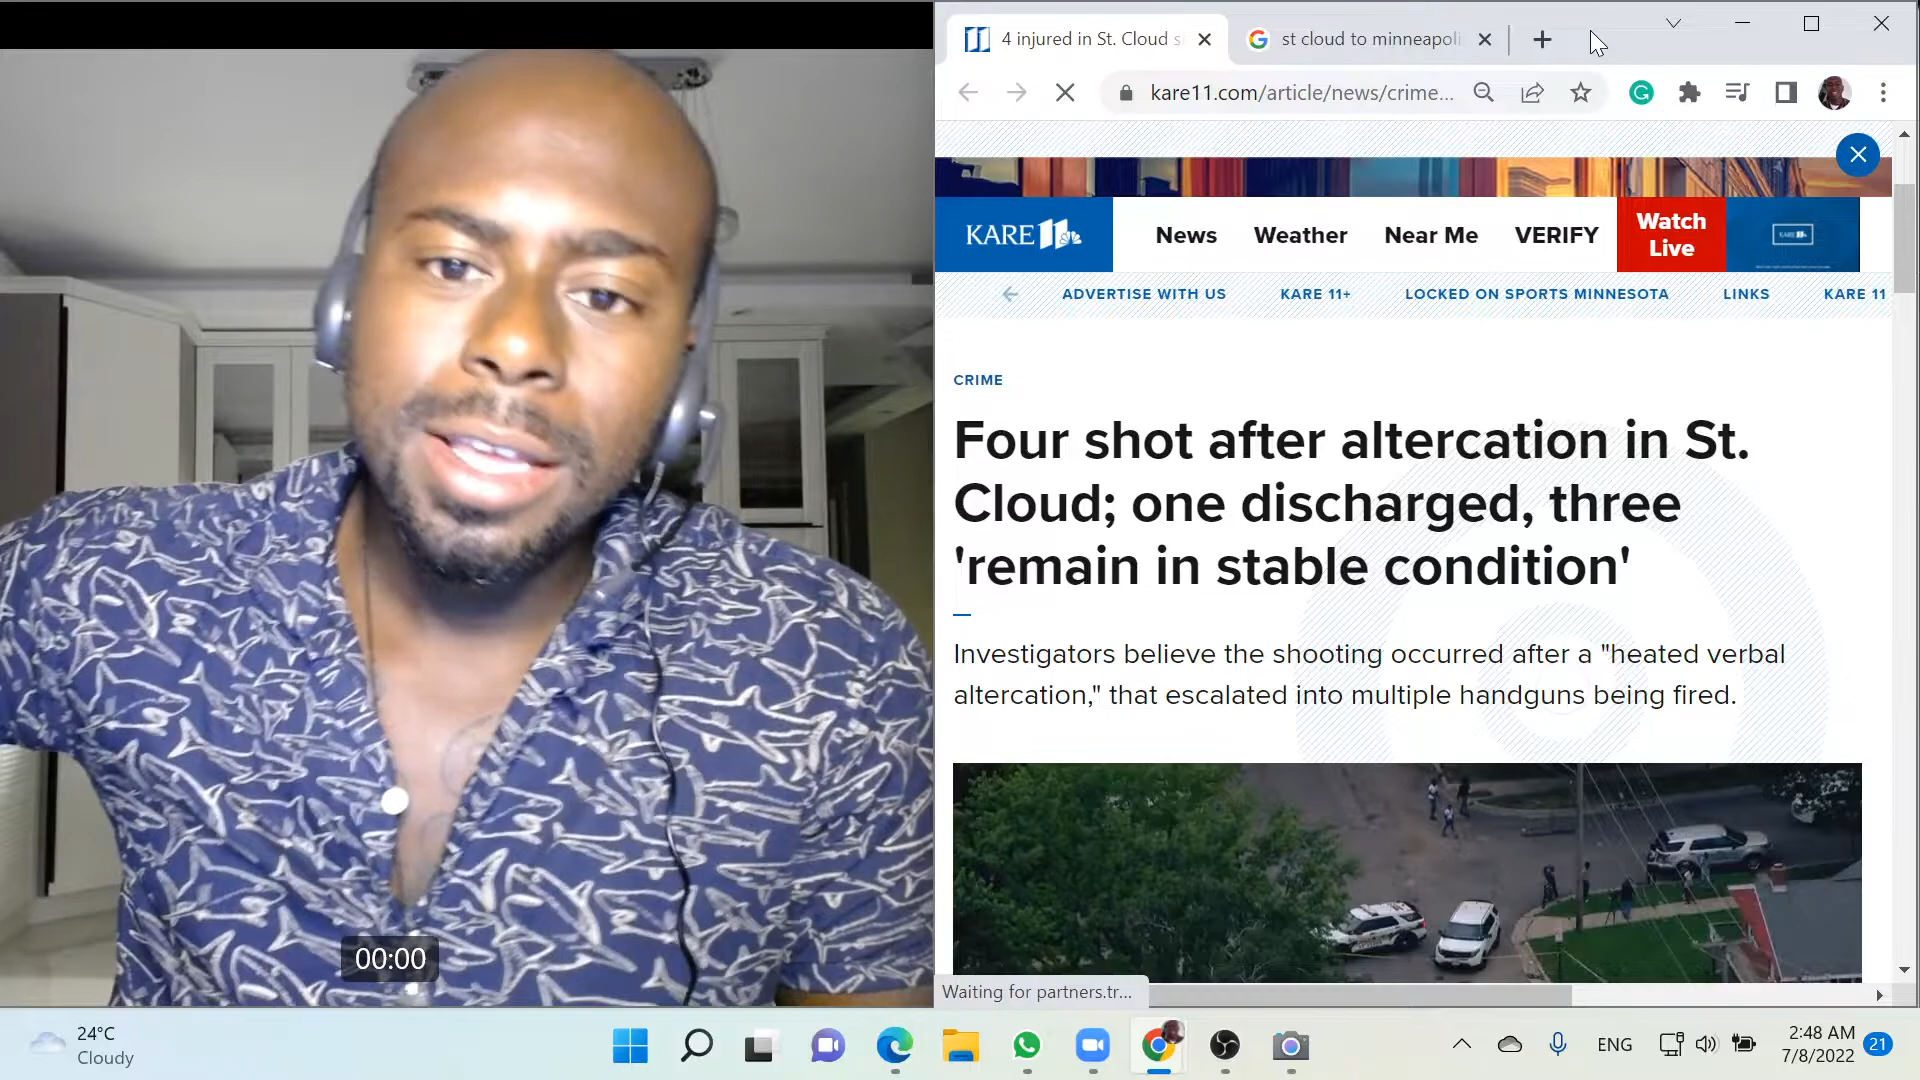 4 injured in St. Cloud s
st cloud to minneapoli
kare11.com/article/news/crime...
KARE 11
News
Weather
Near Me
VERIFY
Watch
Live
ADVERTISE WITH US
KARE 11+
LOCKED ON SPORTS MINNESOTA
LINKS
KARE 11
CRIME
Four shot after altercation in St.
Cloud; one discharged, three
'remain in stable condition'
Investigators believe the shooting occurred after a "heated verbal
altercation," that escalated into multiple handguns being fired.
00:00
Waiting for partners.tr...
24°C
Cloudy
ENG
2:48 AM
7/8/2022
21